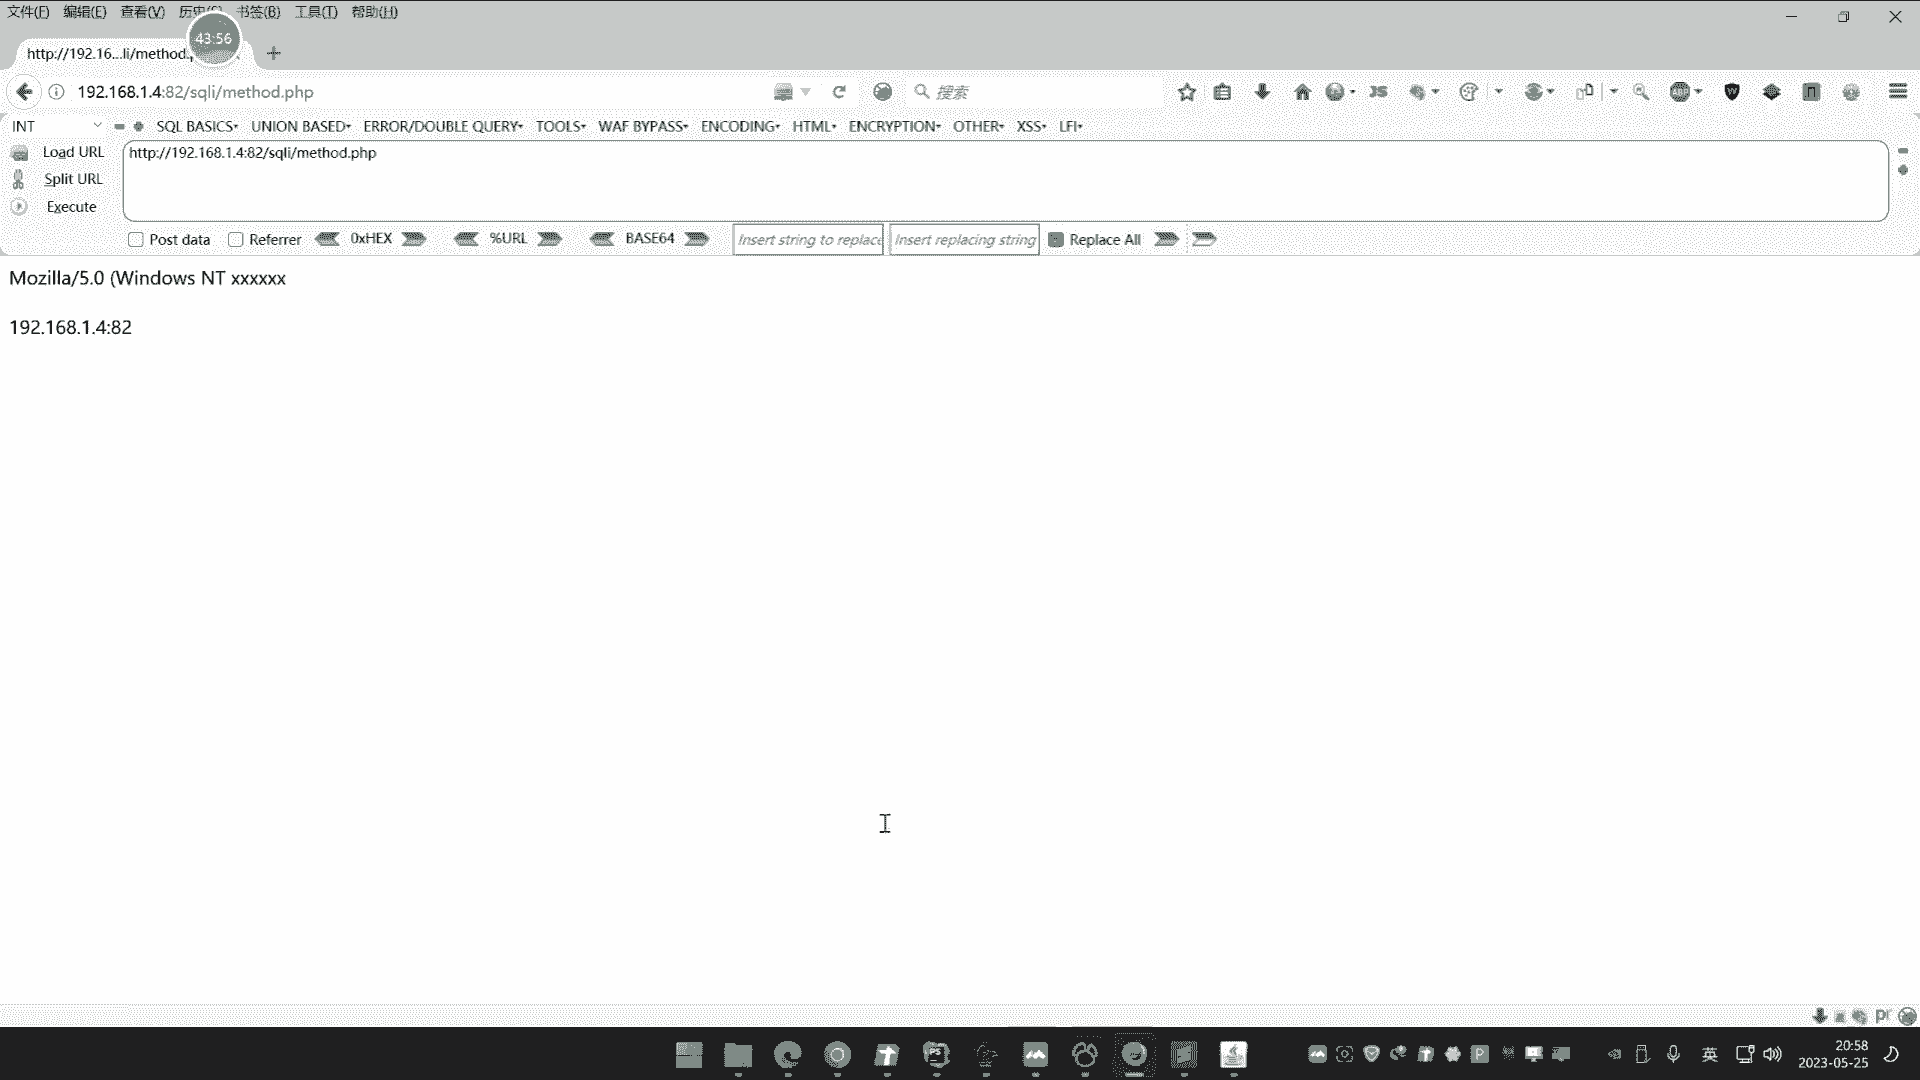 文件(F) 编辑(E) 查看(V) 历史(S) 书签(B) 工具(T) 帮助(H)
43:56
http://192.16...li/method.
192.168.1.4:82/sqli/method.php
搜索
INT SQL BASICS UNION BASED ERROR/DOUBLE QUERY TOOLS WAF BYPASS ENCODING HTML ENCRYPTION OTHER XSS LFI
Load URL http://192.168.1.4:82/sqli/method.php
Split URL
Execute
Post data Referrer 0xHEX %URL BASE64 Insert string to replace Insert replacing string Replace All
Mozilla/5.0 (Windows NT xxxxxx
192.168.1.4:82
英
20:58
2023-05-25